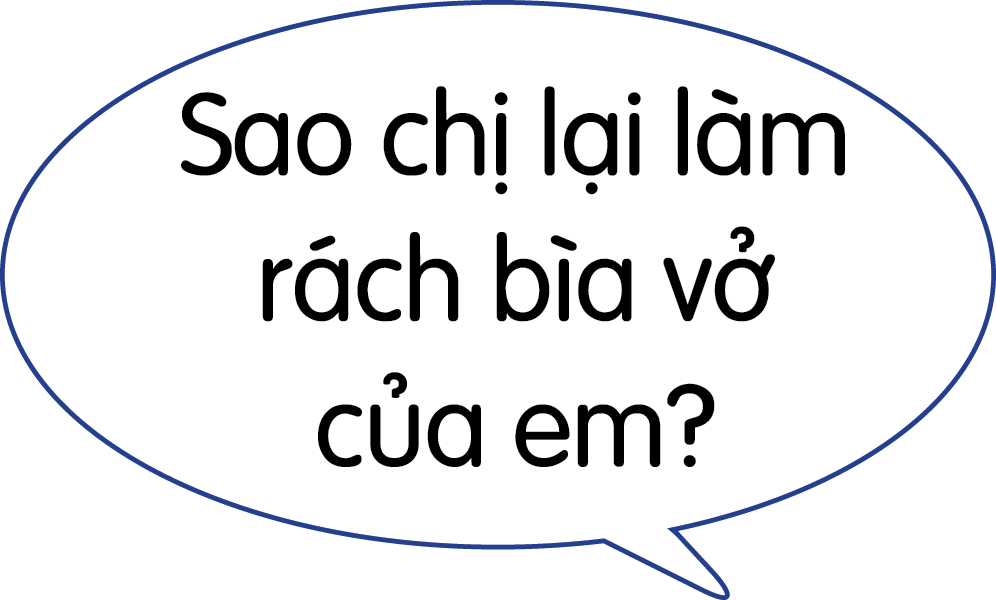 Sao chị lại làm
rách bìa vở
của em?